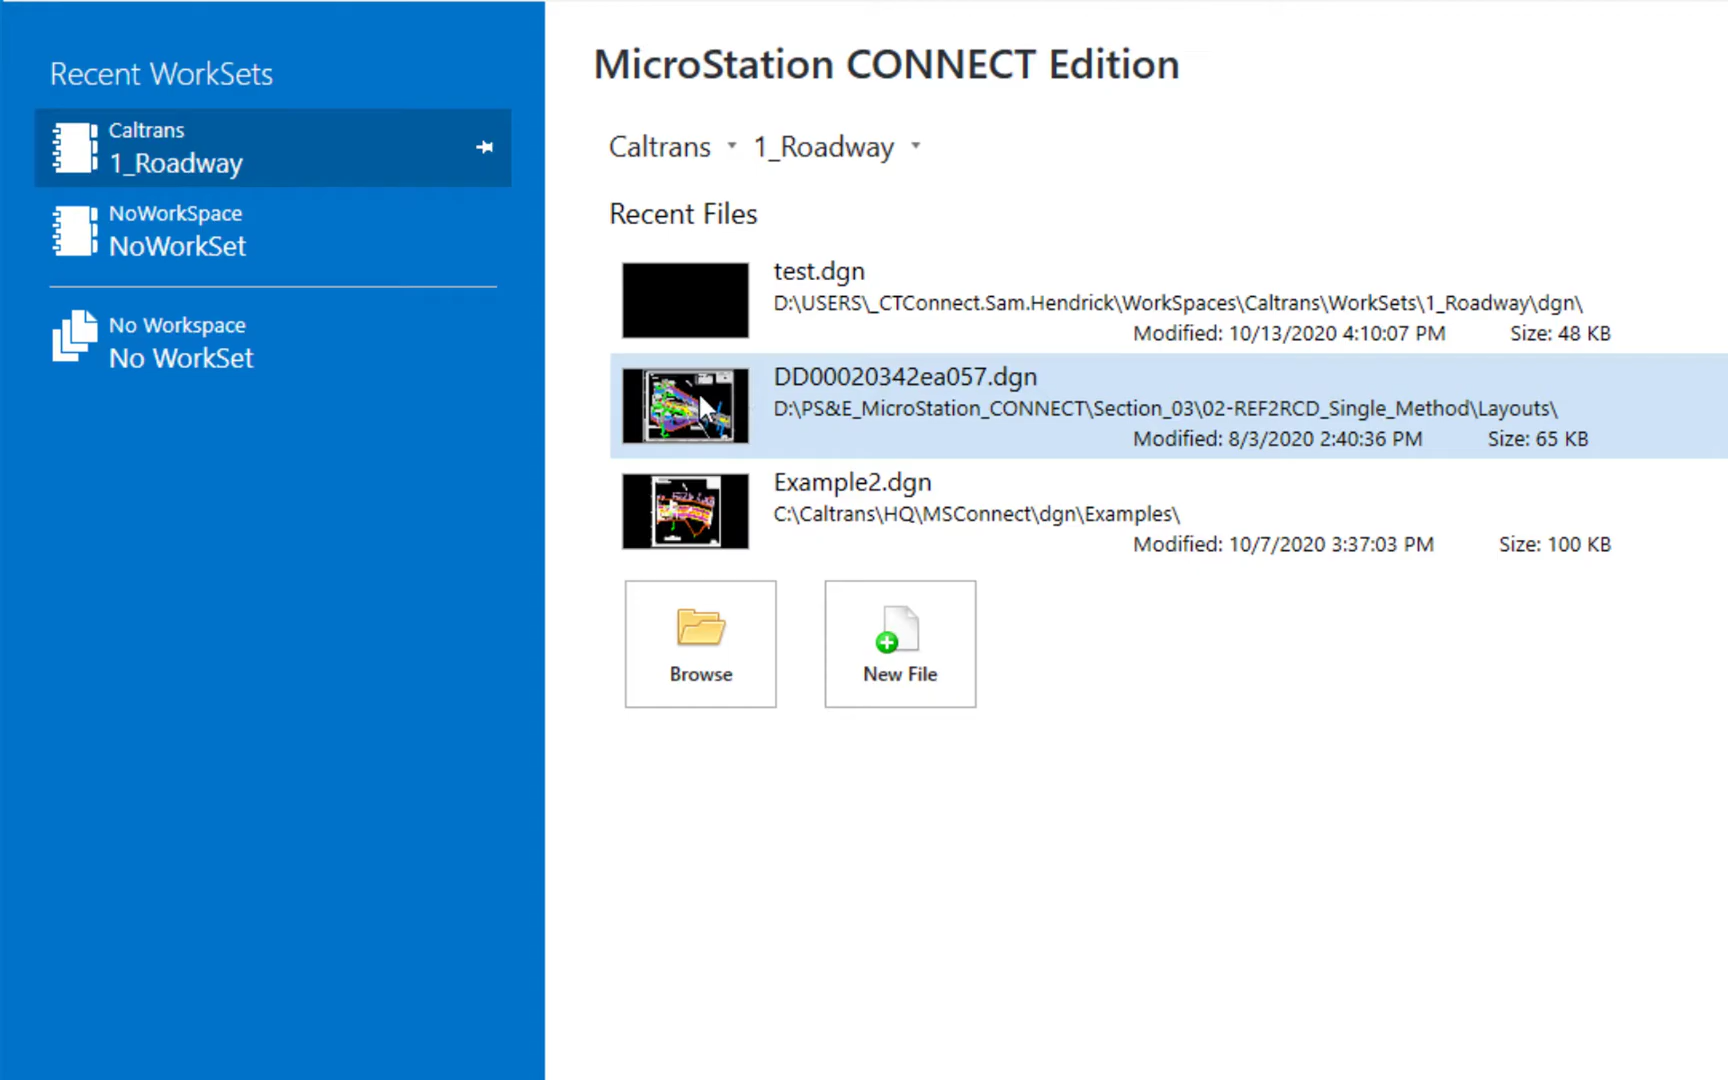 Recent WorkSets
Caltrans
1_Roadway
NoWorkSpace
NoWorkSet
No Workspace
No WorkSet
MicroStation CONNECT Edition
Caltrans 1_Roadway
Recent Files
test.dgn
D:\USERS\_CTConnect.Sam.Hendrick\WorkSpaces\Caltrans\WorkSets\1_Roadway\dgn\
Modified: 10/13/2020 4:10:07 PM Size: 48 KB
DD00020342ea057.dgn
D:\PS&E_MicroStation_CONNECT\Section_03\02-REF2RCD_Single_Method\Layouts\
Modified: 8/3/2020 2:40:36 PM Size: 65 KB
Example2.dgn
C:\Caltrans\HQ\MSConnect\dgn\Examples\
Modified: 10/7/2020 3:37:03 PM Size: 100 KB
Browse New File